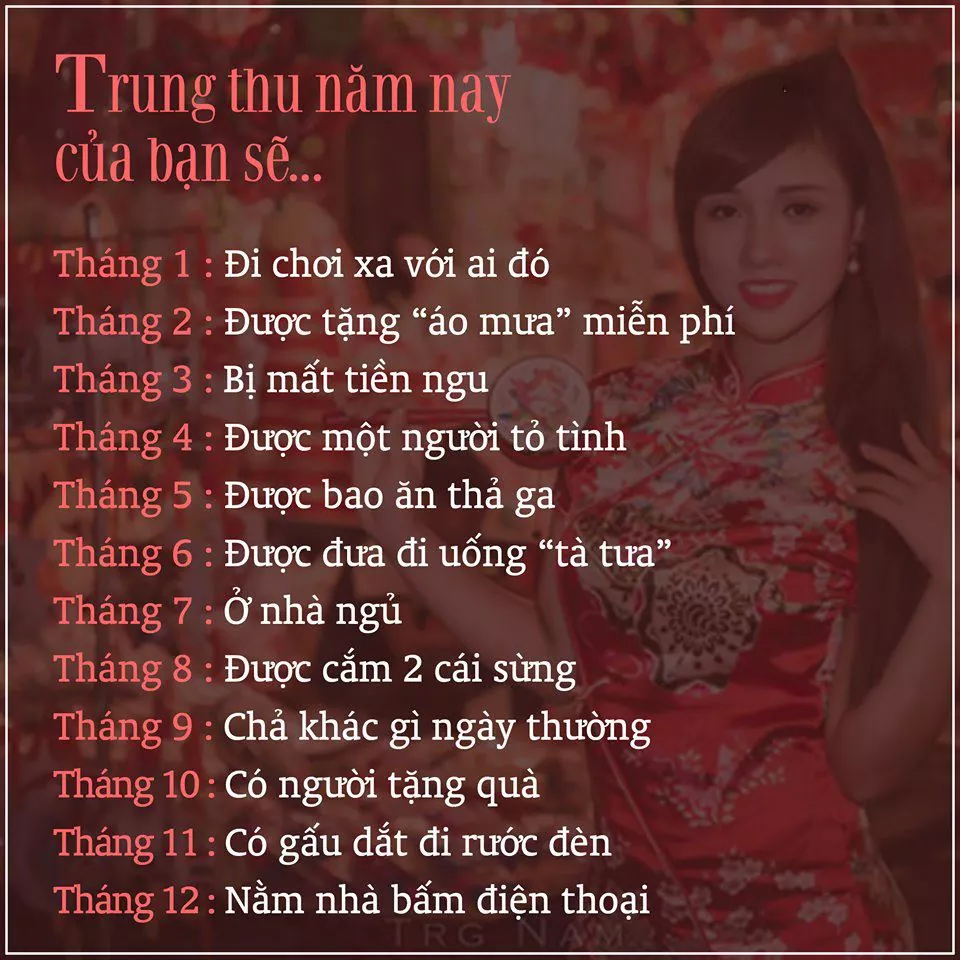 Trung thu năm nay
của bạn sẽ...
Tháng 1 : Đi chơi xa với ai đó
Tháng 2 : Được tặng “áo mưa” miễn phí
Tháng 3 : Bị mất tiền ngu
Tháng 4 : Được một người tỏ tình
Tháng 5 : Được bao ăn thả ga
Tháng 6 : Được đưa đi uống “tà tưa”
Tháng 7 : Ở nhà ngủ
Tháng 8 : Được cắm 2 cái sừng
Tháng 9 : Chả khác gì ngày thường
Tháng 10 : Có người tặng quà
Tháng 11 : Có gấu dắt đi rước đèn
Tháng 12 : Nằm nhà bấm điện thoại
TRG NAM